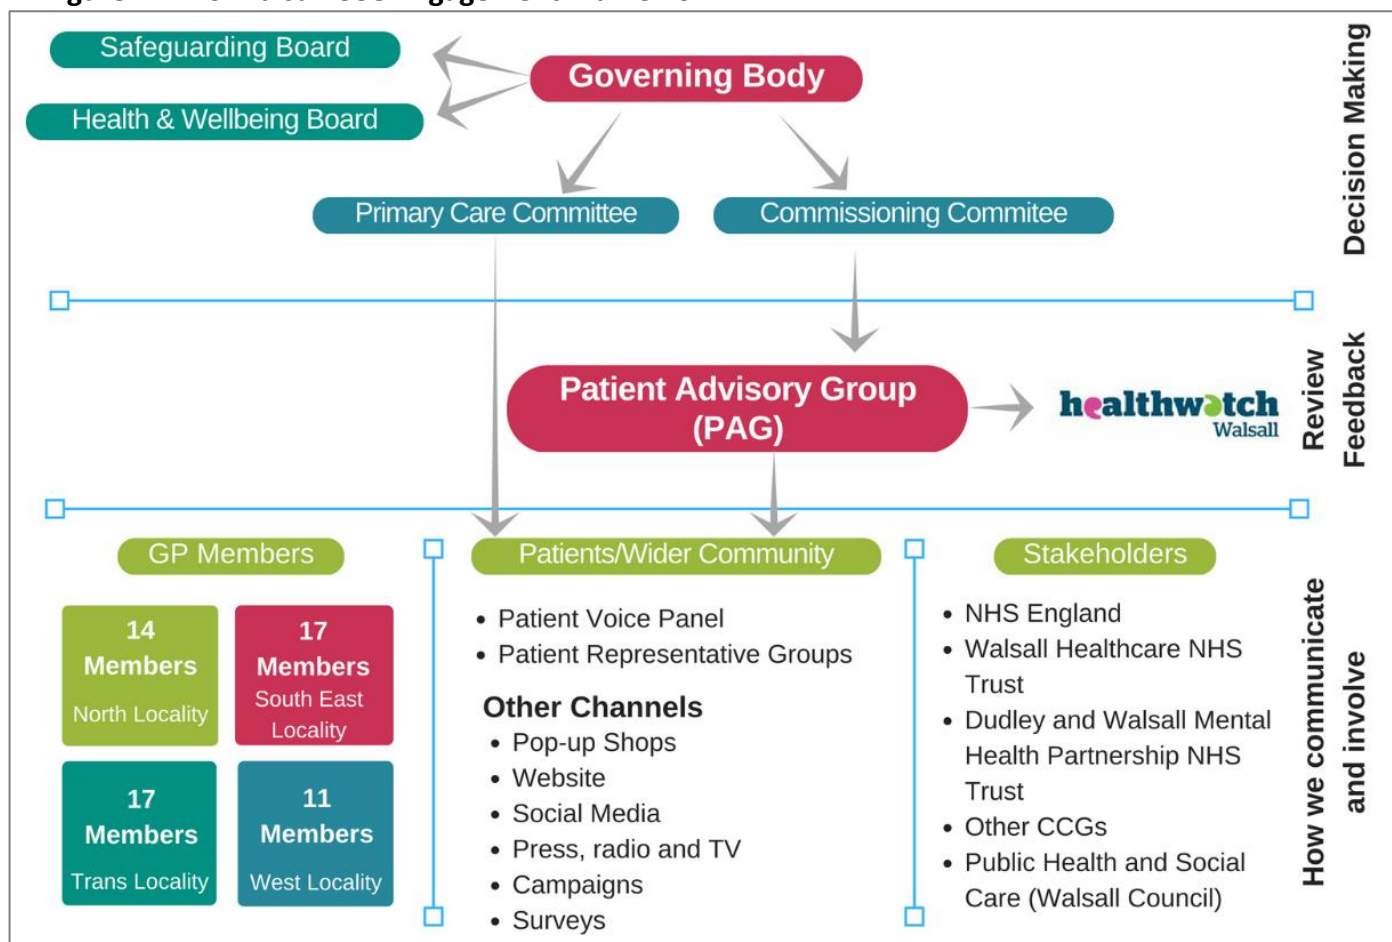 Safeguarding Board
Governing Body
Health & Wellbeing Board
Primary Care Committee
Commissioning Commitee
Decision Making
Patient Advisory Group
(PAG)
healthwatch
Walsall
Review
Feedback
GP Members
14
Members
North Locality
17
Members
South East
Locality
17
Members
Trans Locality
11
Members
West Locality
Patients/Wider Community
• Patient Voice Panel
• Patient Representative Groups
Other Channels
• Pop-up Shops
• Website
• Social Media
• Press, radio and TV
• Campaigns
• Surveys
Stakeholders
• NHS England
• Walsall Healthcare NHS
Trust
• Dudley and Walsall Mental
Health Partnership NHS
Trust
• Other CCGs
• Public Health and Social
Care (Walsall Council)
How we communicate
and involve